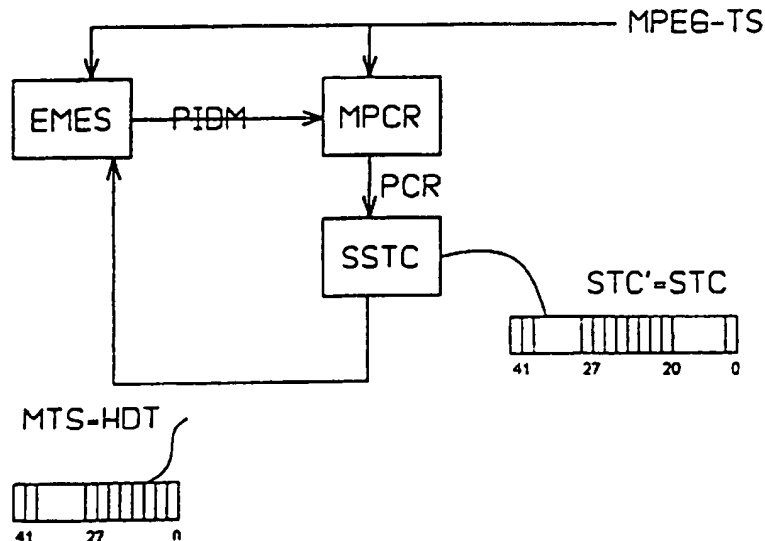 MPEG-TS
EMES
PIDM
MPCR
PCR
SSTC
STC'=STC
41 27 20 0
MTS=HDT
41 27 0